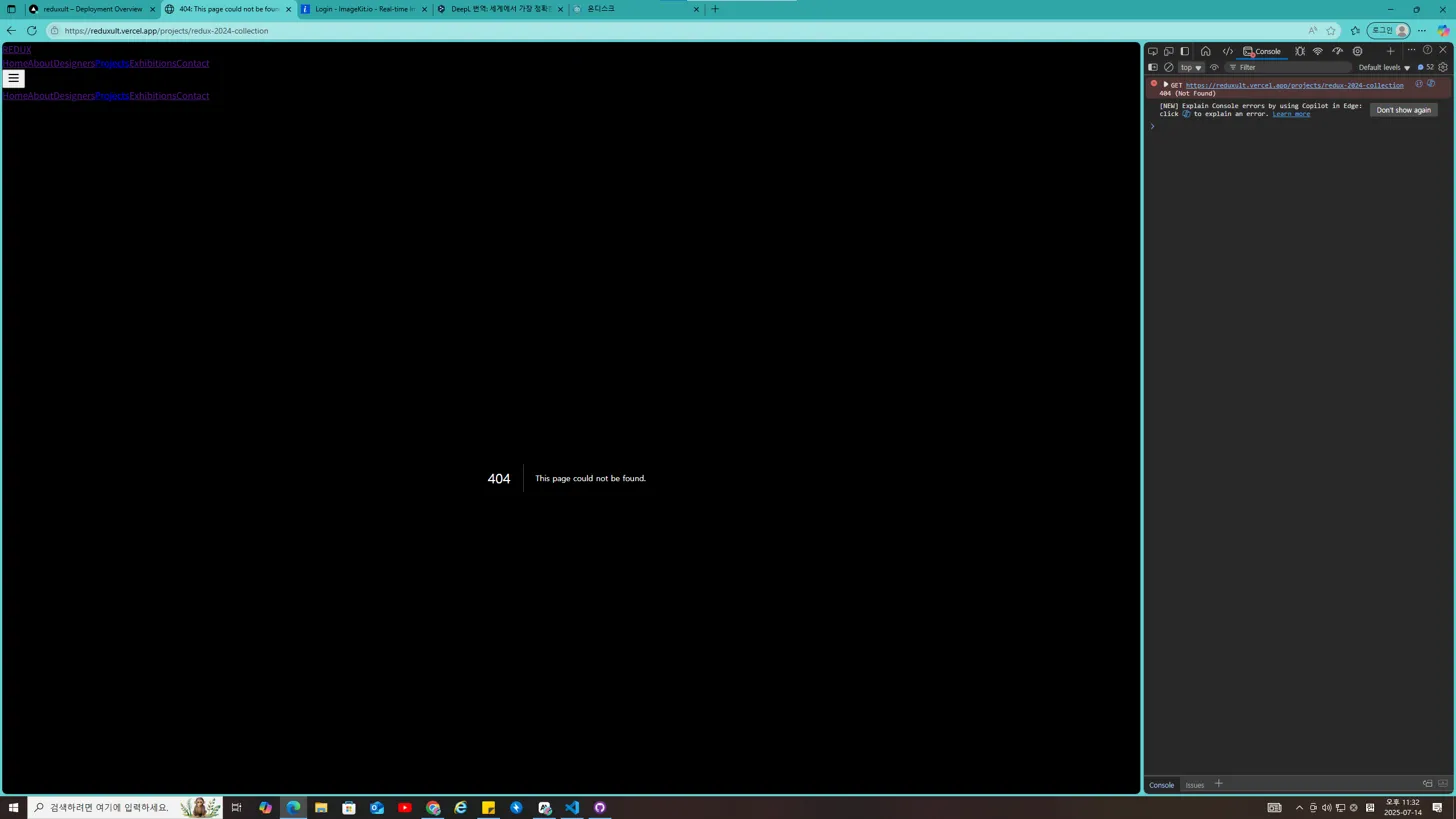 reduxult – Deployment Overview
404: This page could not be foun
Login - ImageKit.io - Real-time Im
DeepL 번역: 세계에서 가장 정확한
온디스크
https://reduxult.vercel.app/projects/redux-2024-collection
로그인
REDUX
HomeAboutDesignersProjectsExhibitionsContact
HomeAboutDesignersProjectsExhibitionsContact
404
This page could not be found.
Console
top
Filter
Default levels
52
GET https://reduxult.vercel.app/projects/redux-2024-collection
404 (Not Found)
[NEW] Explain Console errors by using Copilot in Edge:
click to explain an error. Learn more
Don't show again
Console
Issues
검색하려면 여기에 입력하세요.
오후 11:32
2025-07-14